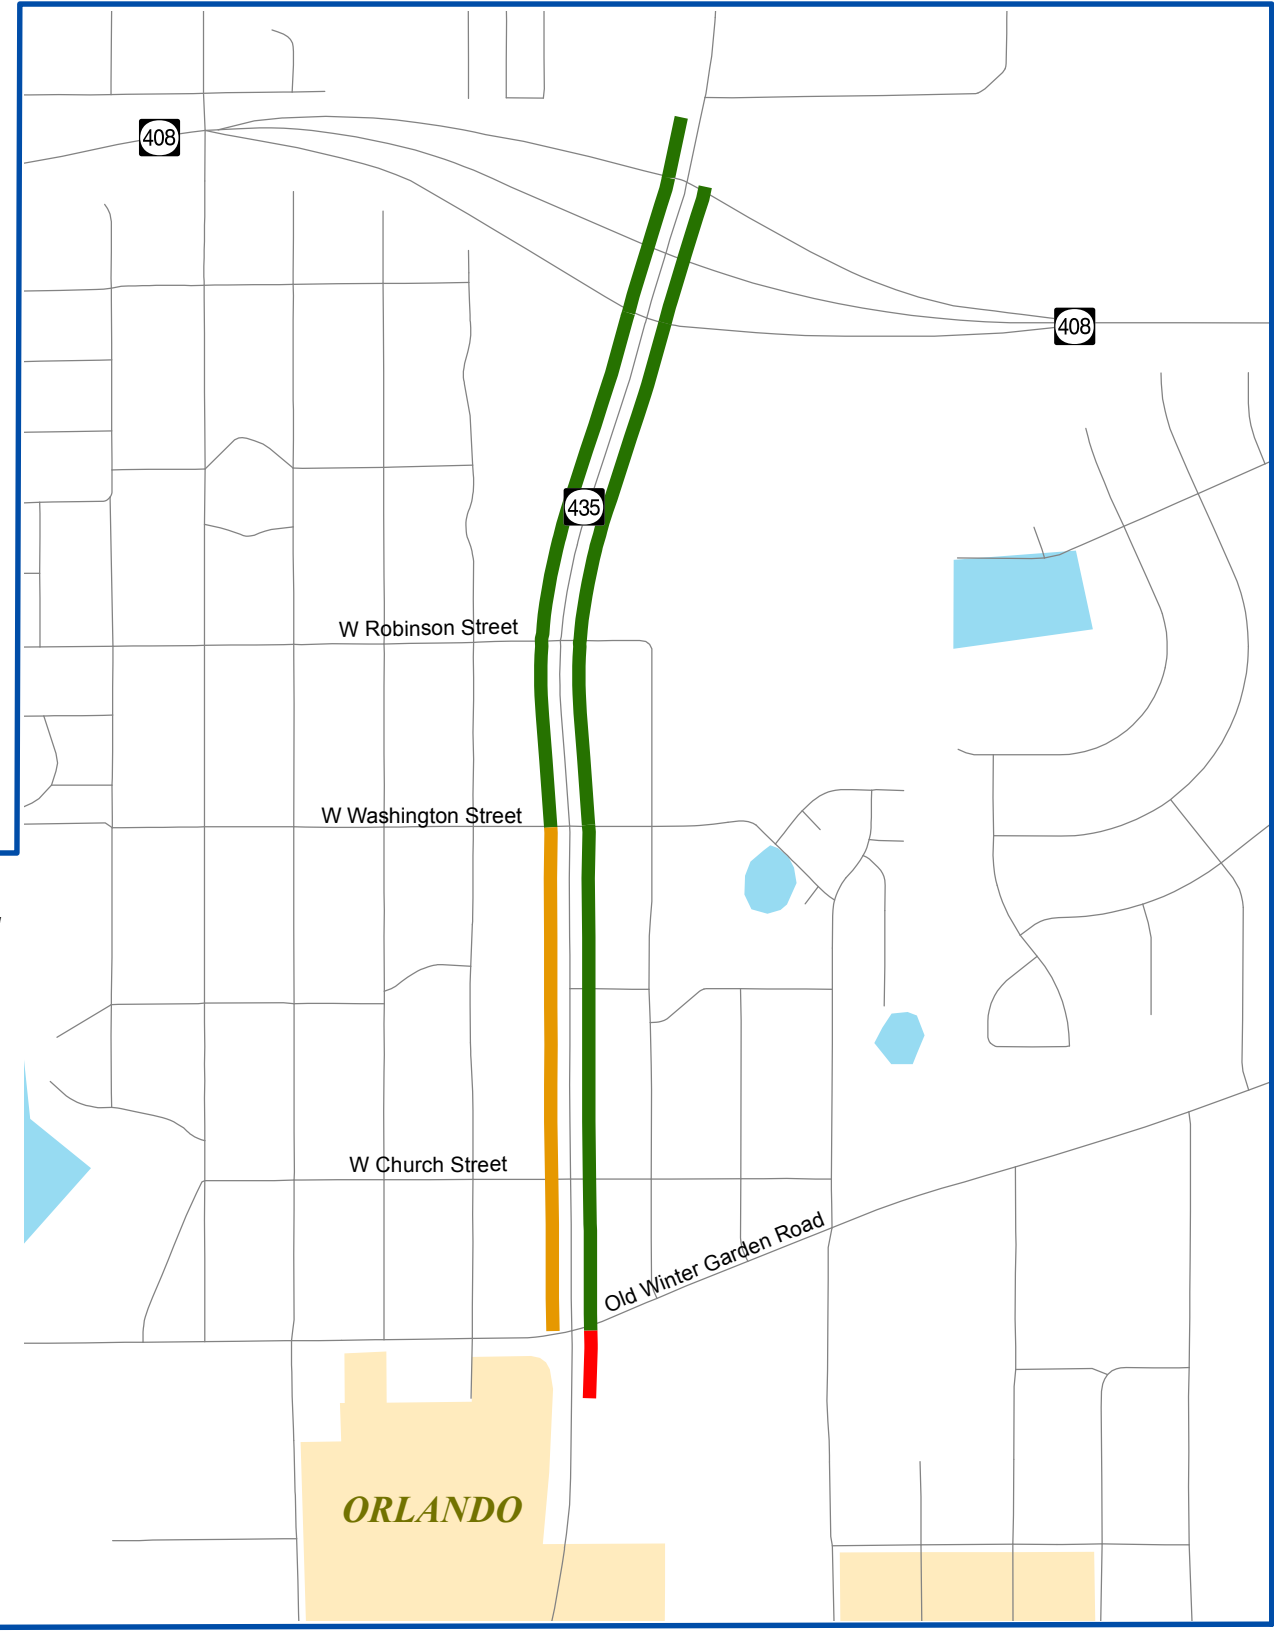 408
408
435
W Robinson Street
W Washington Street
W Church Street
Old Winter Garden Road
ORLANDO